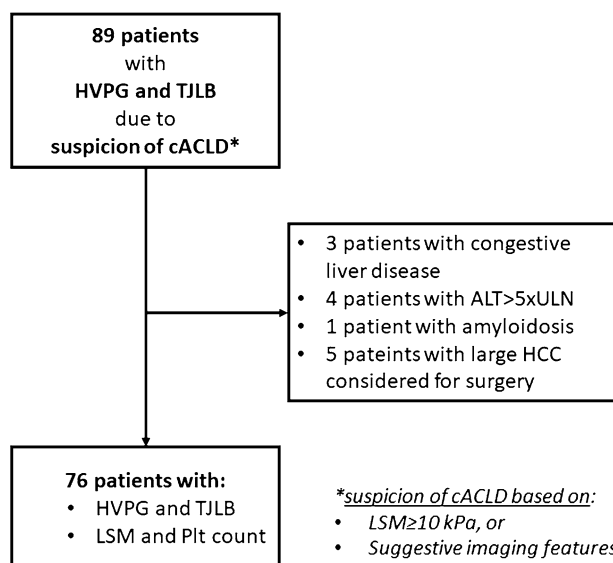 89 patients
with
HVPG and TJLB
due to
suspicion of cACLD*
• 3 patients with congestive
liver disease
• 4 patients with ALT>5xULN
• 1 patient with amyloidosis
• 5 pateints with large HCC
considered for surgery
76 patients with:
• HVPG and TJLB
• LSM and Plt count
*suspicion of cACLD based on:
• LSM≥10 kPa, or
• Suggestive imaging features